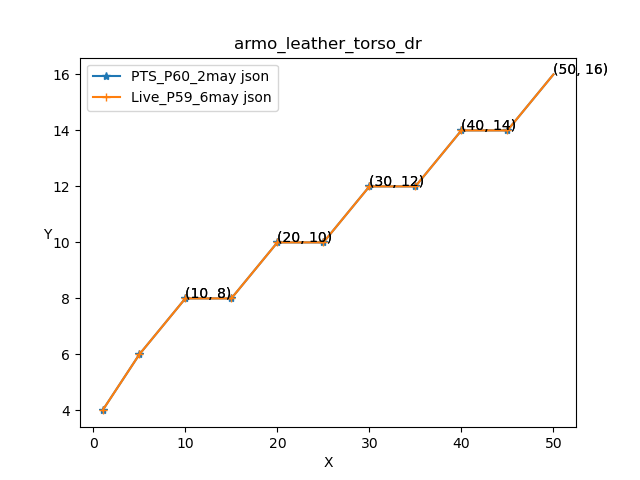 armo_leather_torso_dr
PTS_P60_2may json
Live_P59_6may json
16
14
12
10
8
6
4
Y
(50, 16)
(40, 14)
(30, 12)
(20, 10)
(10, 8)
0 10 20 30 40 50
X